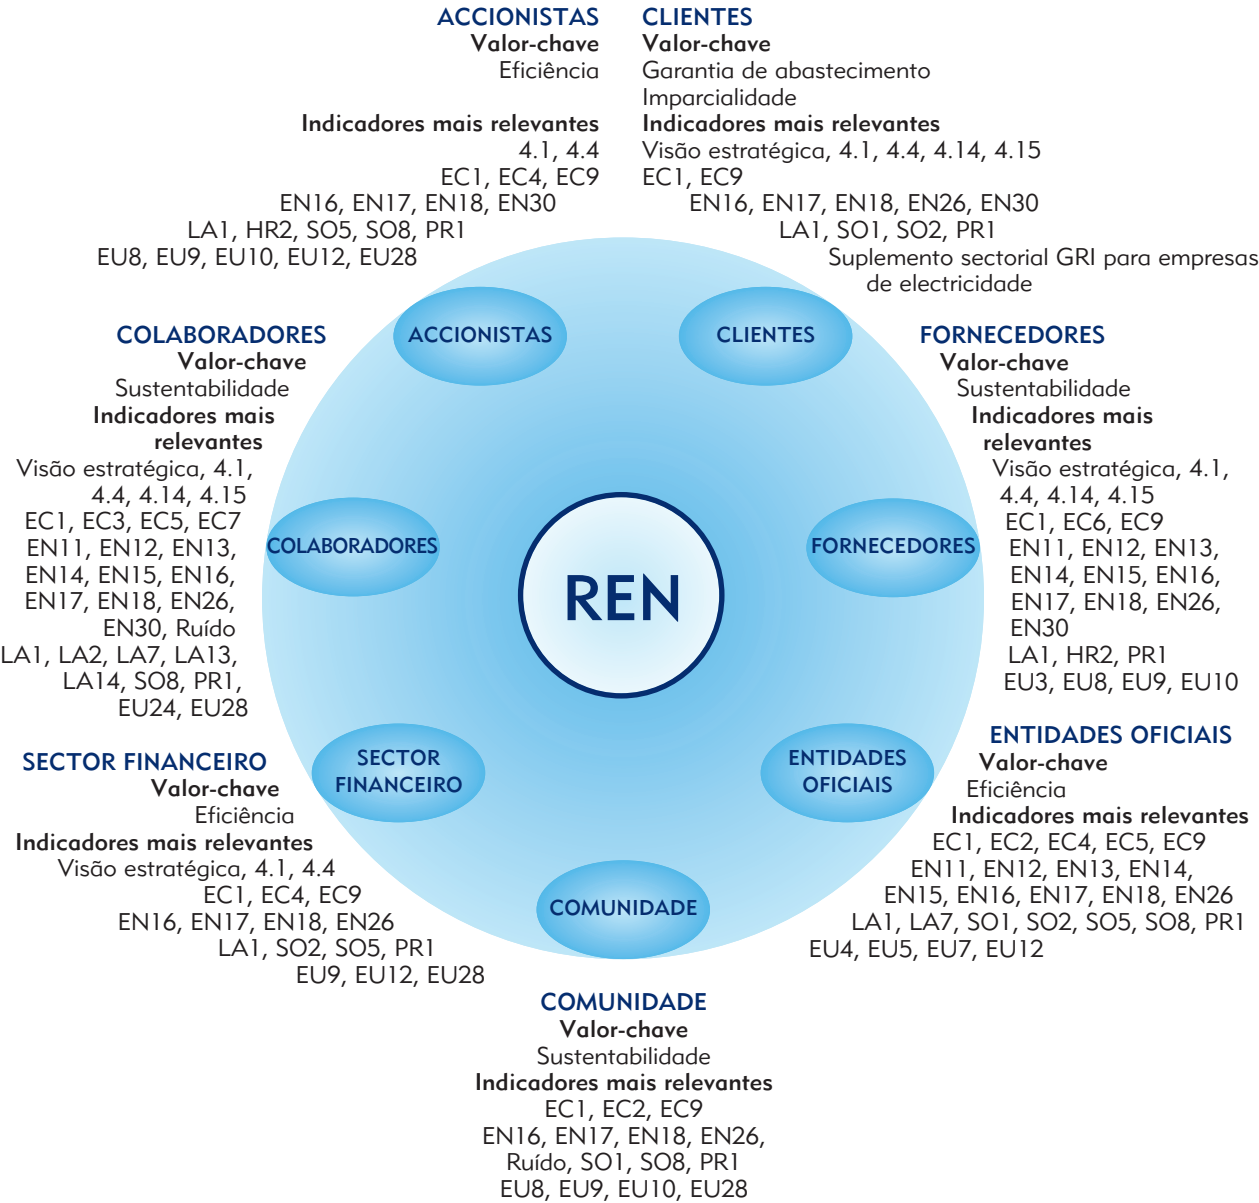 ACCIONISTAS
Valor-chave
Eficiência
Indicadores mais relevantes
4.1, 4.4
EC1, EC4, EC9
EN16, EN17, EN18, EN30
LA1, HR2, SO5, SO8, PR1
EU8, EU9, EU10, EU12, EU28
CLIENTES
Valor-chave
Garantia de abastecimento
Imparcialidade
Indicadores mais relevantes
Visão estratégica, 4.1, 4.4, 4.14, 4.15
EC1, EC9
EN16, EN17, EN18, EN26, EN30
LA1, SO1, SO2, PR1
Suplemento sectorial GRI para empresas
de electricidade
COLABORADORES
Valor-chave
Sustentabilidade
Indicadores mais
relevantes
Visão estratégica, 4.1,
4.4, 4.14, 4.15
EC1, EC3, EC5, EC7
EN11, EN12, EN13,
EN14, EN15, EN16,
EN17, EN18, EN26,
EN30, Ruído
LA1, LA2, LA7, LA13,
LA14, SO8, PR1,
EU24, EU28
ACCIONISTAS
CLIENTES
COLABORADORES
FORNECEDORES
REN
SECTOR
FINANCEIRO
ENTIDADES
OFICIAIS
COMUNIDADE
FORNECEDORES
Valor-chave
Sustentabilidade
Indicadores mais
relevantes
Visão estratégica, 4.1,
4.4, 4.14, 4.15
EC1, EC6, EC9
EN11, EN12, EN13,
EN14, EN15, EN16,
EN17, EN18, EN26,
EN30
LA1, HR2, PR1
EU3, EU8, EU9, EU10
SECTOR FINANCEIRO
Valor-chave
Eficiência
Indicadores mais relevantes
Visão estratégica, 4.1, 4.4
EC1, EC4, EC9
EN16, EN17, EN18, EN26
LA1, SO2, SO5, PR1
EU9, EU12, EU28
ENTIDADES OFICIAIS
Valor-chave
Eficiência
Indicadores mais relevantes
EC1, EC2, EC4, EC5, EC9
EN11, EN12, EN13, EN14,
EN15, EN16, EN17, EN18, EN26
LA1, LA7, SO1, SO2, SO5, SO8, PR1
EU4, EU5, EU7, EU12
COMUNIDADE
Valor-chave
Sustentabilidade
Indicadores mais relevantes
EC1, EC2, EC9
EN16, EN17, EN18, EN26,
Ruído, SO1, SO8, PR1
EU8, EU9, EU10, EU28